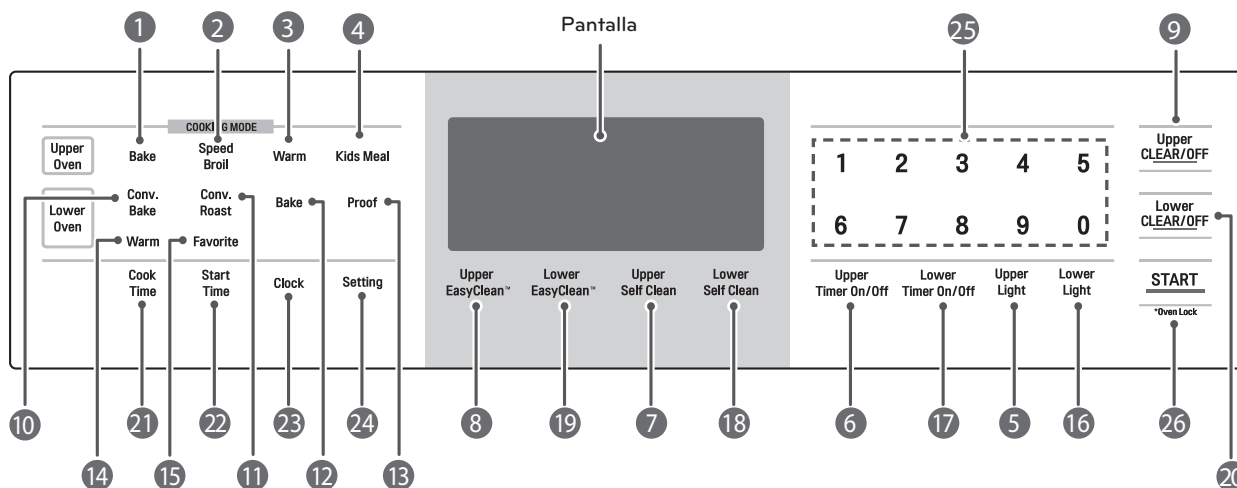 1 2 3 4 Pantalla 25 9
COOKING MODE
Upper
Oven
Bake
Speed
Broil
Warm
Kids Meal
Lower
Oven
Conv.
Bake
Conv.
Roast
Bake
Proof
Warm
Favorite
Cook
Time
Start
Time
Clock
Setting
Upper
EasyClean™
Lower
EasyClean™
Upper
Self Clean
Lower
Self Clean
1 2 3 4 5
6 7 8 9 0
Upper
Timer On/Off
Lower
Timer On/Off
Upper
Light
Lower
Light
Upper
CLEAR/OFF
Lower
CLEAR/OFF
START
*Oven Lock
10 21 22 23 24 8 19 7 18 6 17 5 16 26
14 15 11 12 13 20